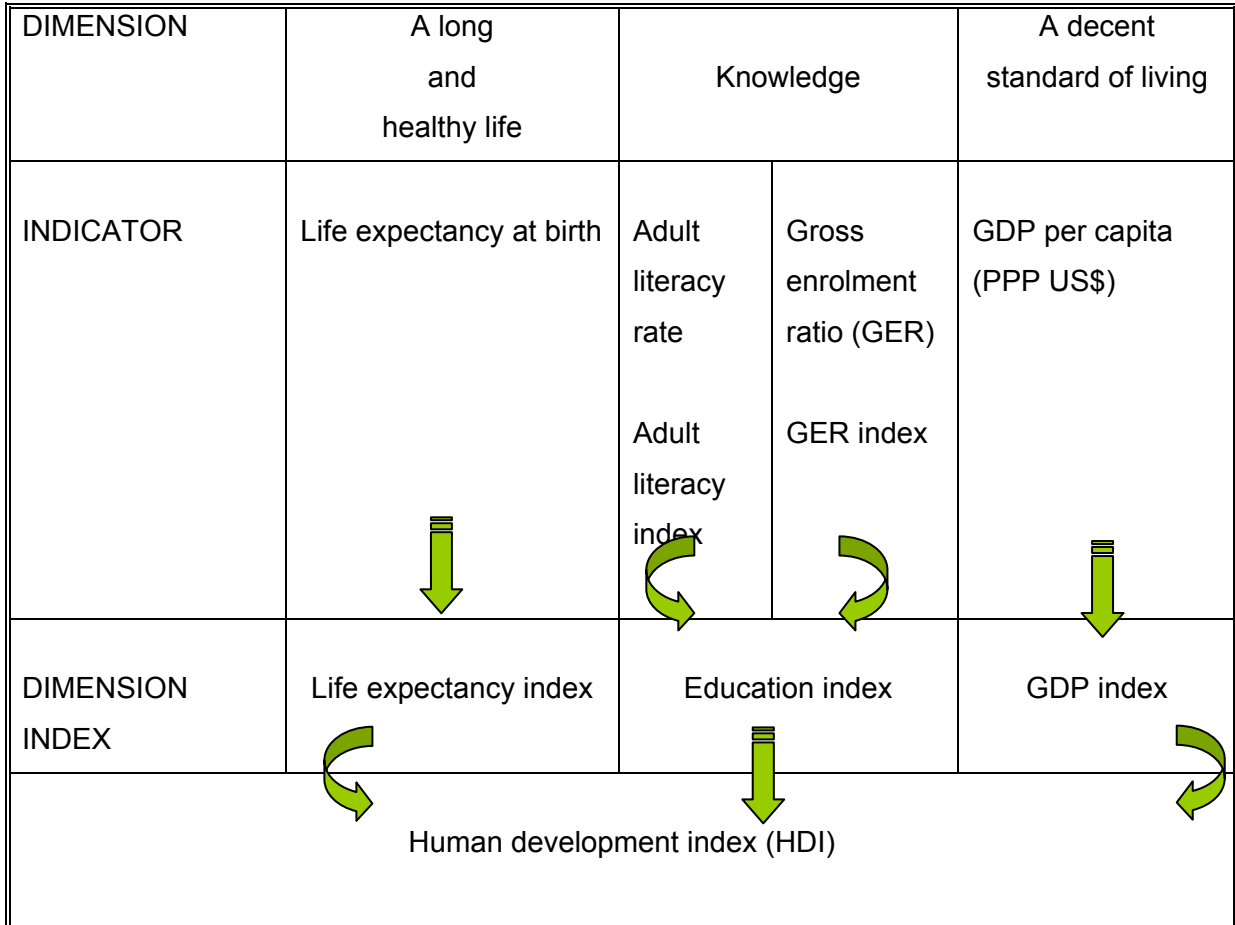 DIMENSION
A long
and
healthy life
Knowledge
A decent
standard of living
INDICATOR
Life expectancy at birth
Adult
literacy
rate
Adult
literacy
index
Gross
enrolment
ratio (GER)
GER index
GDP per capita
(PPP US$)
DIMENSION
INDEX
Life expectancy index
Education index
GDP index
Human development index (HDI)